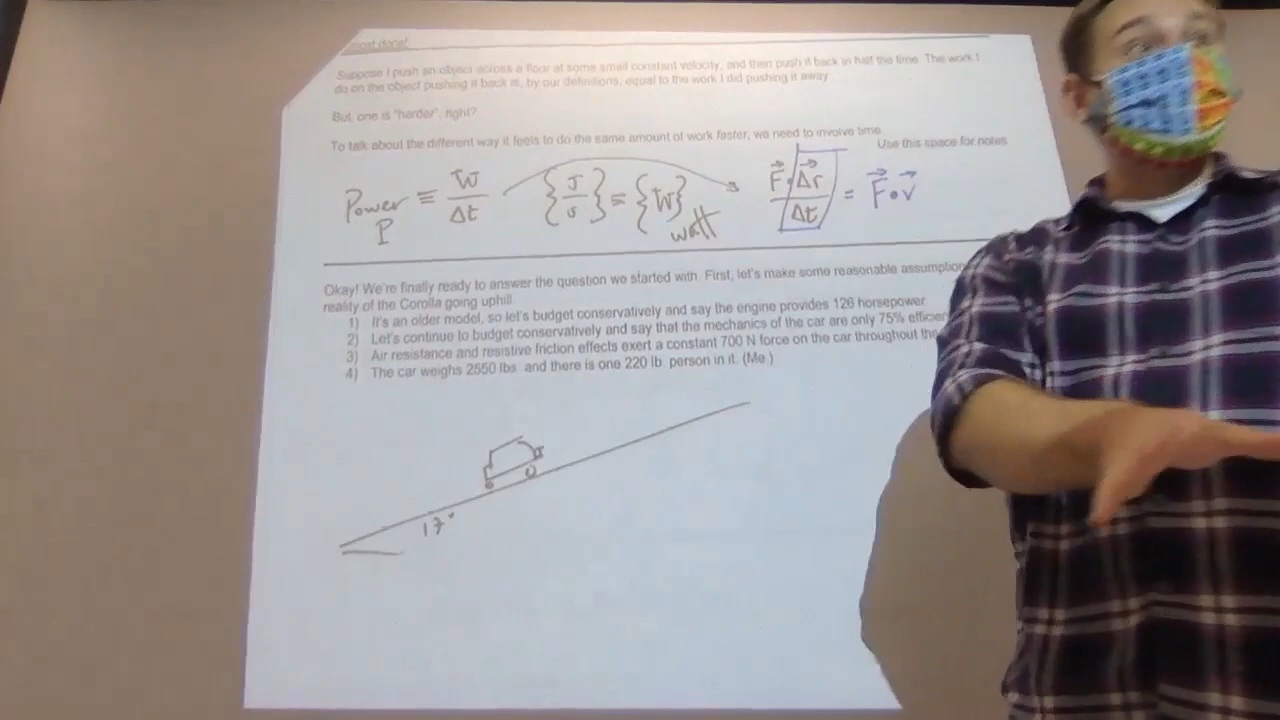 most done!
Suppose I push an object across a floor at some small constant velocity, and then push it back in half the time. The work I
do on the object pushing it back is, by our definitions, equal to the work I did pushing it away.
But, one is "harder", right?
To talk about the different way it feels to do the same amount of work faster, we need to involve time.
Use this space for notes
Power ≡ W/Δt {J/s} = {W} F⃗·Δr⃗/Δt = F⃗•v⃗
P watt
Okay! We're finally ready to answer the question we started with. First, let's make some reasonable assumption
reality of the Corolla going uphill.
1) It's an older model, so let's budget conservatively and say the engine provides 126 horsepower.
2) Let's continue to budget conservatively and say that the mechanics of the car are only 75% efficien
3) Air resistance and resistive friction effects exert a constant 700 N force on the car throughout the
4) The car weighs 2550 lbs. and there is one 220 lb. person in it. (Me.)
17°